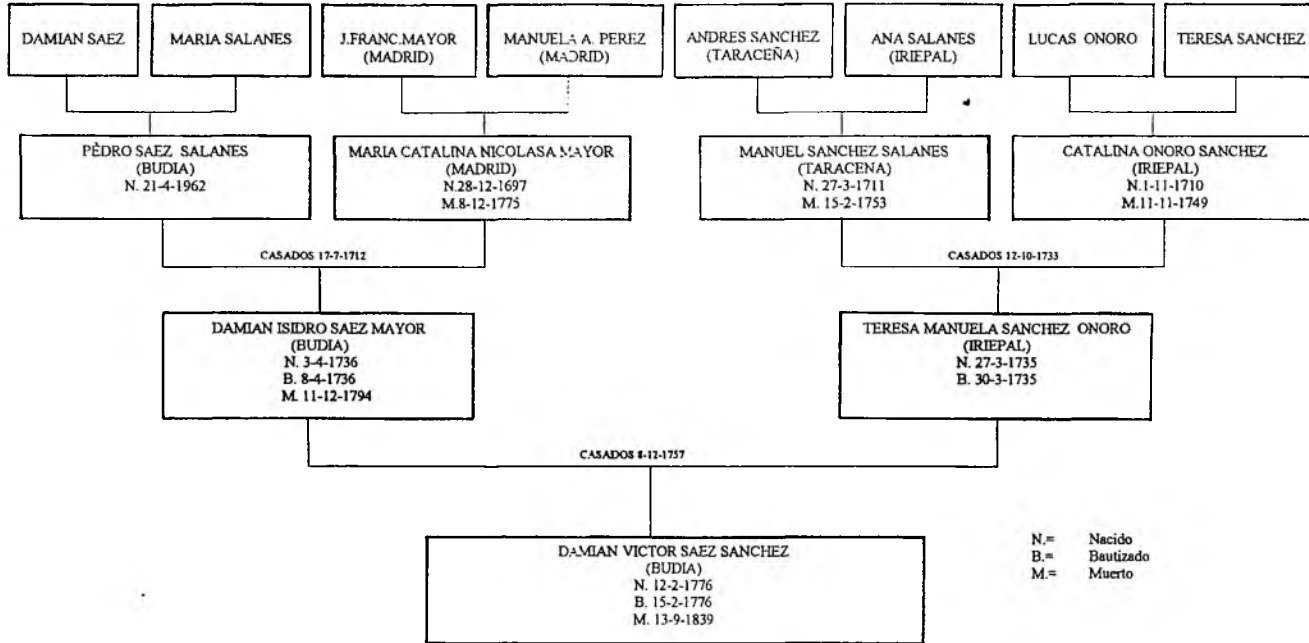 DAMIAN SAEZ
MARIA SALANES
J.FRANC.MAYOR
(MADRID)
MANUELA A. PEREZ
(MADRID)
ANDRES SANCHEZ
(TARACEÑA)
ANA SALANES
(IRIEPAL)
LUCAS ONORO
TERESA SANCHEZ
PÈDRO SAEZ SALANES
(BUDIA)
N. 21-4-1962
MARIA CATALINA NICOLASA MAYOR
(MADRID)
N.28-12-1697
M.8-12-1775
MANUEL SANCHEZ SALANES
(TARACENA)
N. 27-3-1711
M. 15-2-1753
CATALINA ONORO SANCHEZ
(IRIEPAL)
N.1-11-1710
M.11-11-1749
CASADOS 17-7-1712
CASADOS 12-10-1733
DAMIAN ISIDRO SAEZ MAYOR
(BUDIA)
N. 3-4-1736
B. 8-4-1736
M. 11-12-1794
TERESA MANUELA SANCHEZ ONORO
(IRIEPAL)
N. 27-3-1735
B. 30-3-1735
CASADOS 8-12-1757
DAMIAN VICTOR SAEZ SANCHEZ
(BUDIA)
N. 12-2-1776
B. 15-2-1776
M. 13-9-1839
N.= Nacido
B.= Bautizado
M.= Muerto